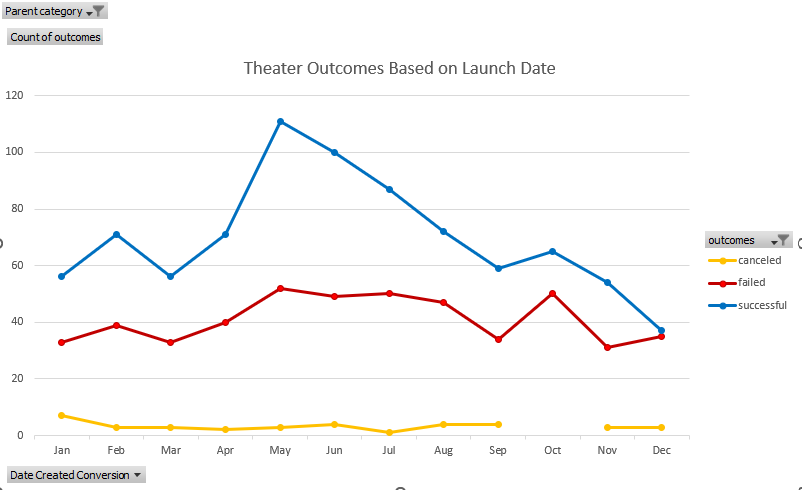 Parent category
Count of outcomes
Theater Outcomes Based on Launch Date
120
100
80
60
40
20
0
Jan Feb Mar Apr May Jun Jul Aug Sep Oct Nov Dec
outcomes
canceled
failed
successful
Date Created Conversion